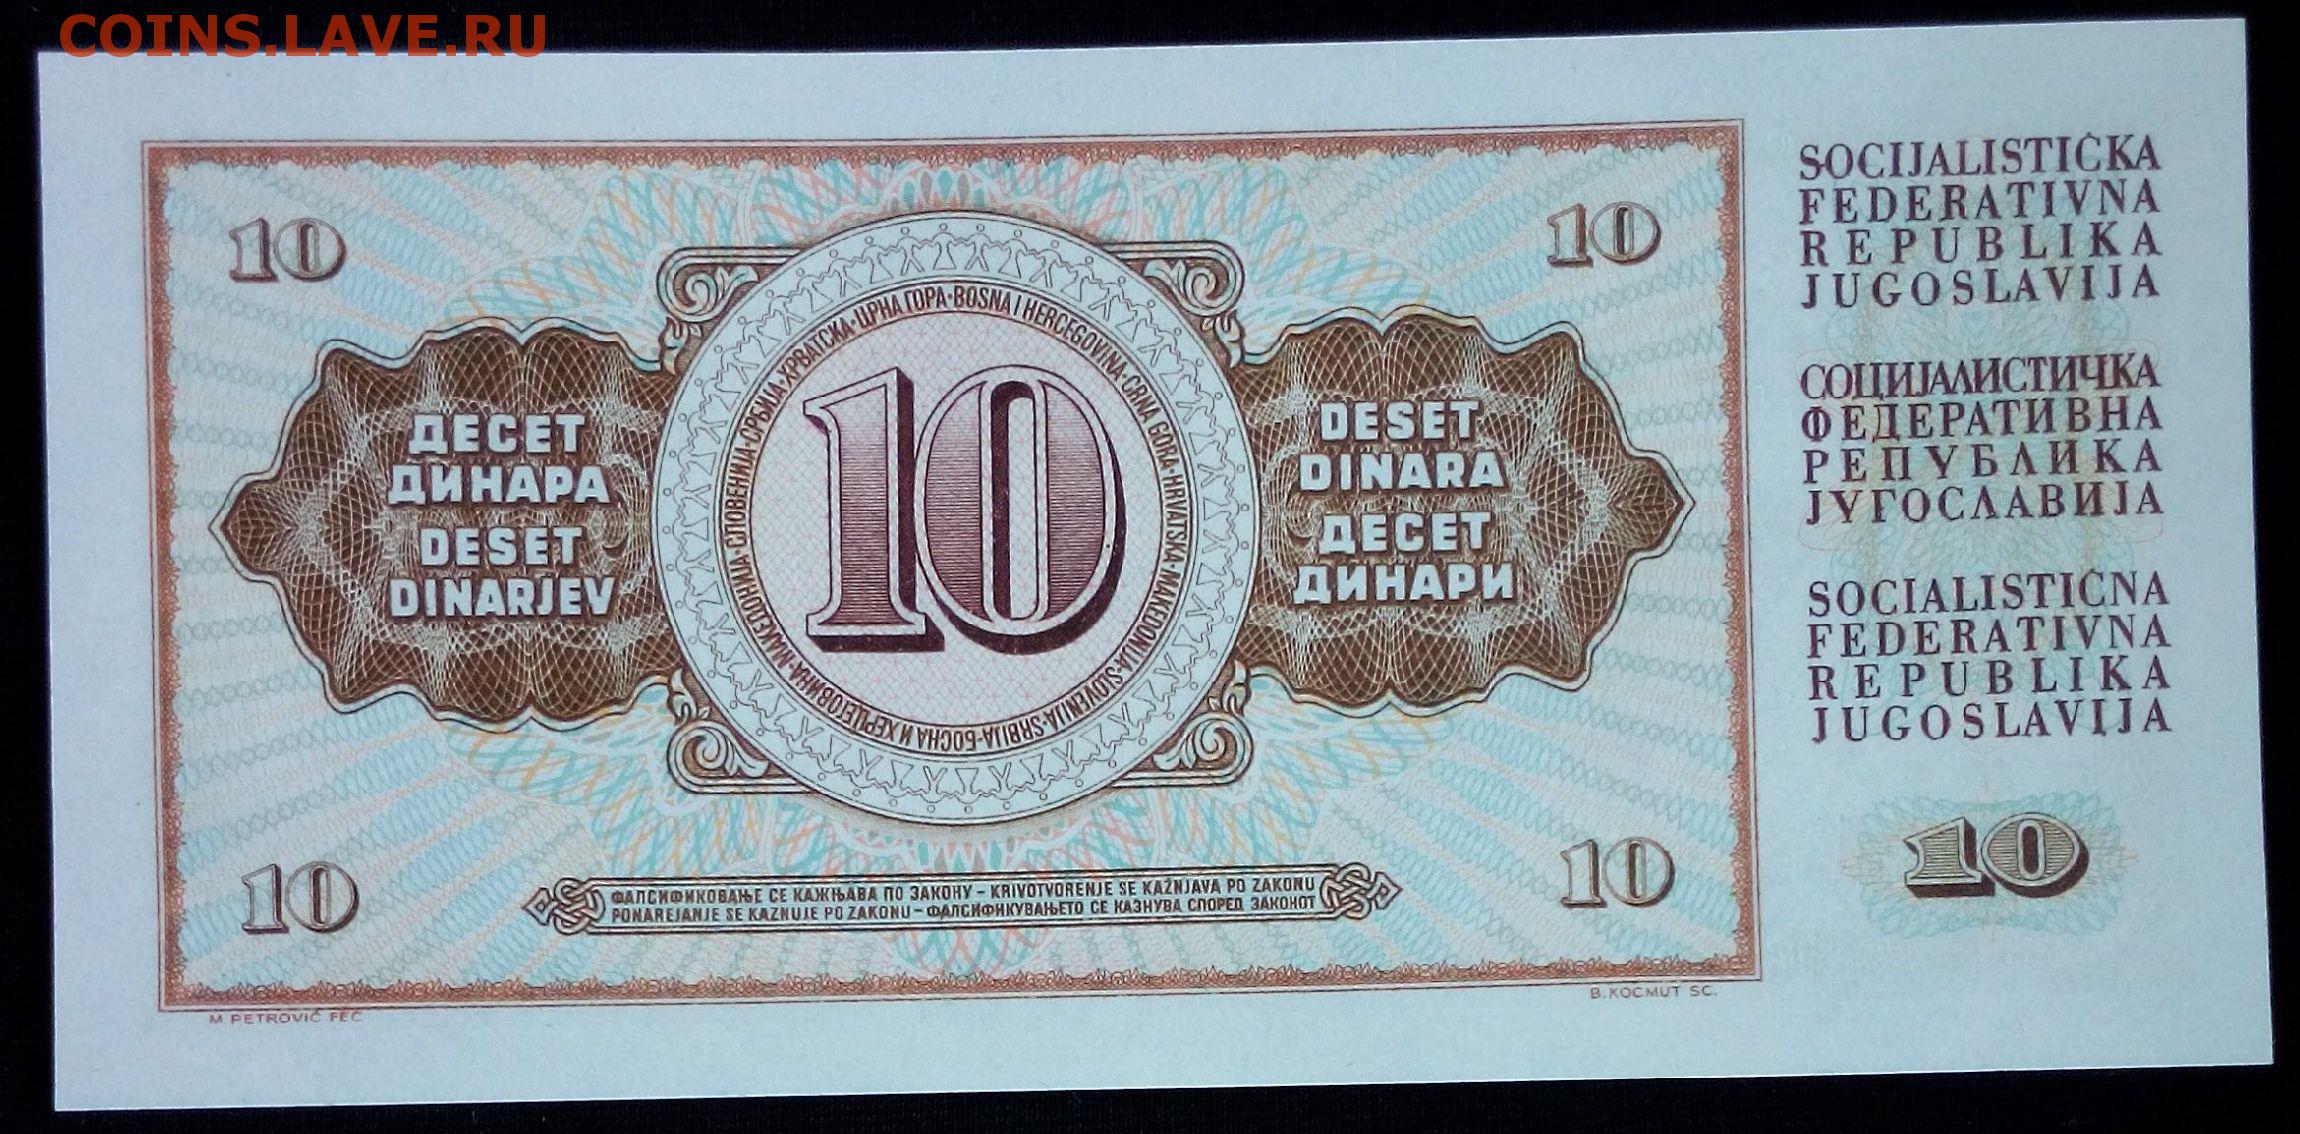 COINS.LAVE.RU
10
10
ДЕСЕТ
ДИНАРА
DESET
DINARJEV
МАКЕДОНИЈА·СЛОВЕНИЈА·СРБИЈА·ХРВАТСКА·ЦРНА ГОРА·BOSNA I HERCEGOVINA·CRNA GORA·HRVATSKA·MAKEDONIJA·SLOVENIJA·SRBIJA·БОСНА И ХЕРЦЕГОВИНА·
10
DESET
DINARA
ДЕСЕТ
ДИНАРИ
10
10
ФАЛСИФИКОВАЊЕ СЕ КАЖЊАВА ПО ЗАКОНУ – KRIVOTVORENJE SE KAŽNJAVA PO ZAKONU
PONAREJANJE SE KAZNUJE PO ZAKONU – ФАЛСИФИКУВАЊЕТО СЕ КАЗНУВА СПОРЕД ЗАКОНОТ
M PETROVIĆ FEC
B. KOCMUT SC.
SOCIJALISTIČKA
FEDERATIVNA
REPUBLIKA
JUGOSLAVIJA
СОЦИЈАЛИСТИЧКА
ФЕДЕРАТИВНА
РЕПУБЛИКА
ЈУГОСЛАВИЈА
SOCIALISTIČNA
FEDERATIVNA
REPUBLIKA
JUGOSLAVIJA
10